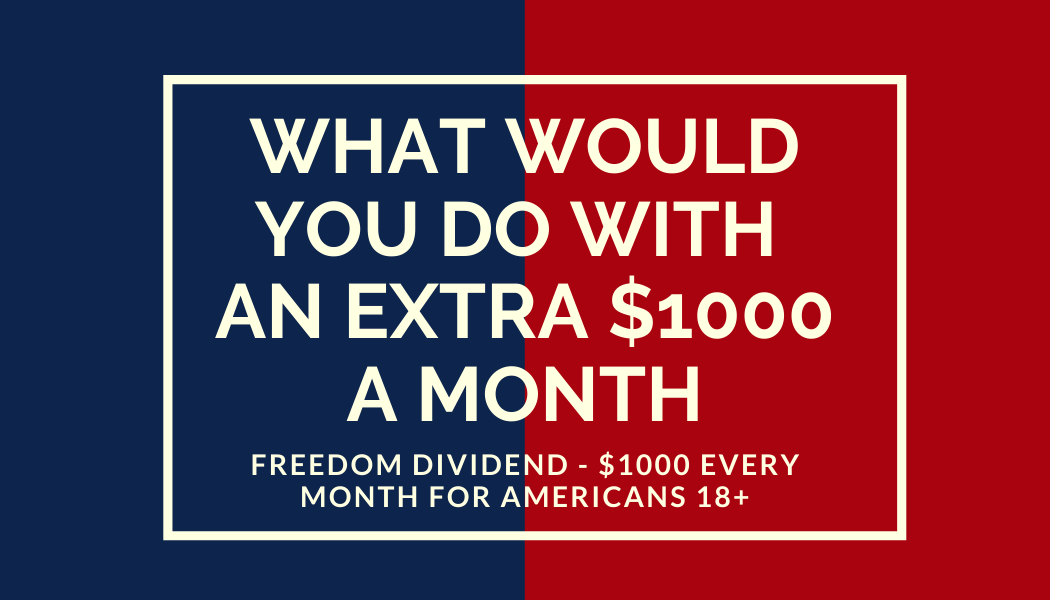 WHAT WOULD
YOU DO WITH
AN EXTRA $1000
A MONTH
FREEDOM DIVIDEND - $1000 EVERY
MONTH FOR AMERICANS 18+